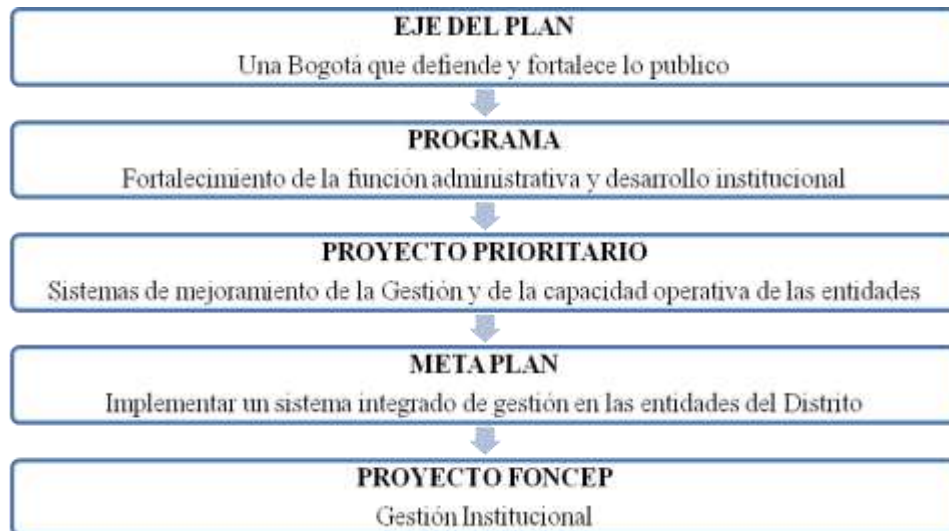 EJE DEL PLAN
Una Bogotá que defiende y fortalece lo publico
PROGRAMA
Fortalecimiento de la función administrativa y desarrollo institucional
PROYECTO PRIORITARIO
Sistemas de mejoramiento de la Gestión y de la capacidad operativa de las entidades
META PLAN
Implementar un sistema integrado de gestión en las entidades del Distrito
PROYECTO FONCEP
Gestión Institucional